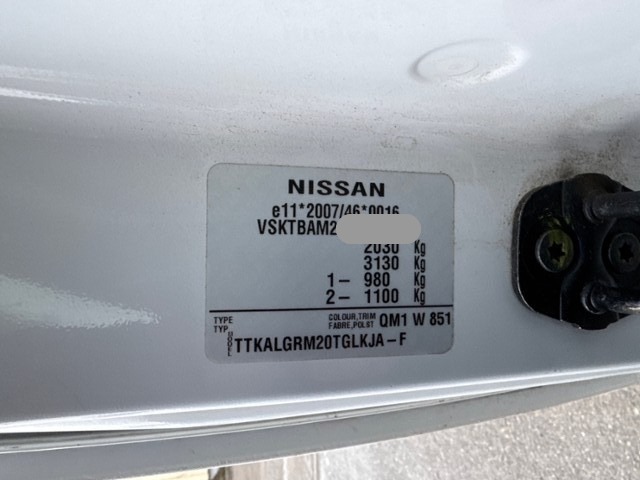 NISSAN
e11*2007/46*0016
VSKTBAM2
2030 Kg
3130 Kg
1- 980 Kg
2- 1100 Kg
TYPE TYP COLOUR,TRIM FABRE,POLST QM1 W 851
MODEL TTKALGRM20TGLKJA-F